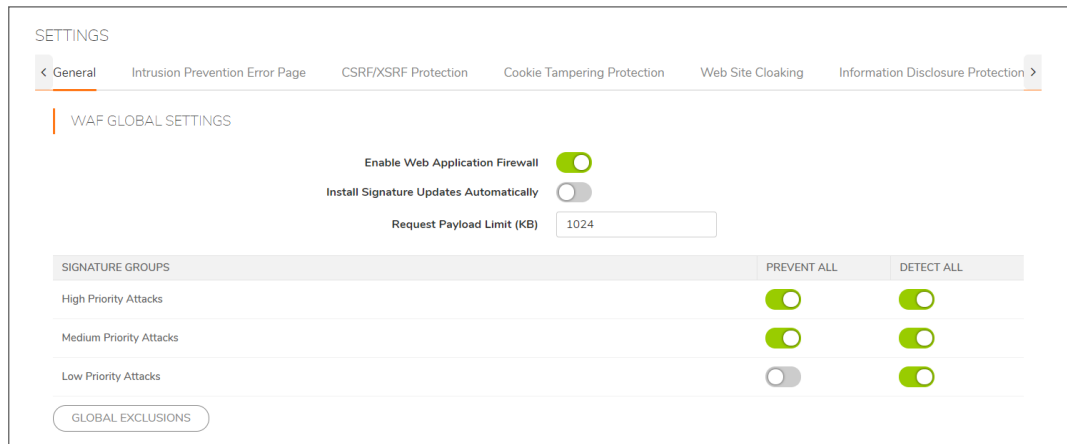 SETTINGS
General Intrusion Prevention Error Page CSRF/XSRF Protection Cookie Tampering Protection Web Site Cloaking Information Disclosure Protection
WAF GLOBAL SETTINGS
Enable Web Application Firewall
Install Signature Updates Automatically
Request Payload Limit (KB) 1024
SIGNATURE GROUPS PREVENT ALL DETECT ALL
High Priority Attacks
Medium Priority Attacks
Low Priority Attacks
GLOBAL EXCLUSIONS